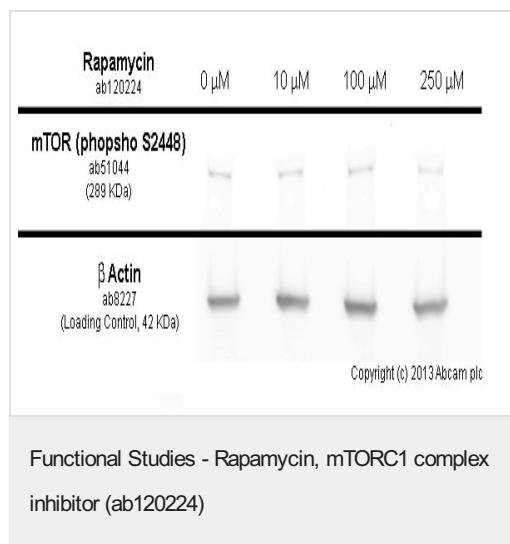 Rapamycin
ab120224
0 µM 10 µM 100 µM 250 µM
mTOR (phopsho S2448)
ab51044
(289 KDa)
β Actin
ab8227
(Loading Control, 42 KDa)
Copyright (c) 2013 Abcam plc
Functional Studies - Rapamycin, mTORC1 complex
inhibitor (ab120224)